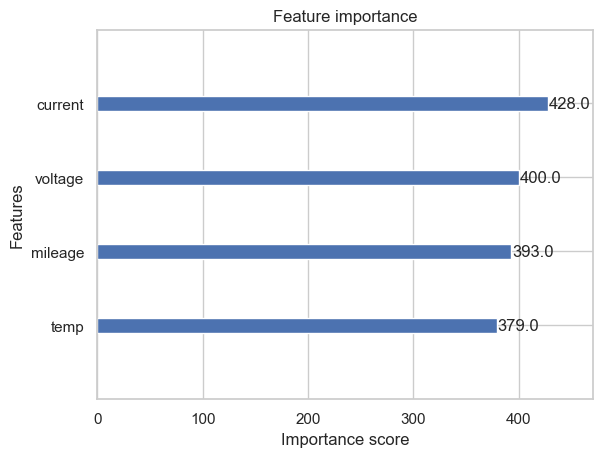 Feature importance
Features
current
428.0
voltage
400.0
mileage
393.0
temp
379.0
0 100 200 300 400
Importance score